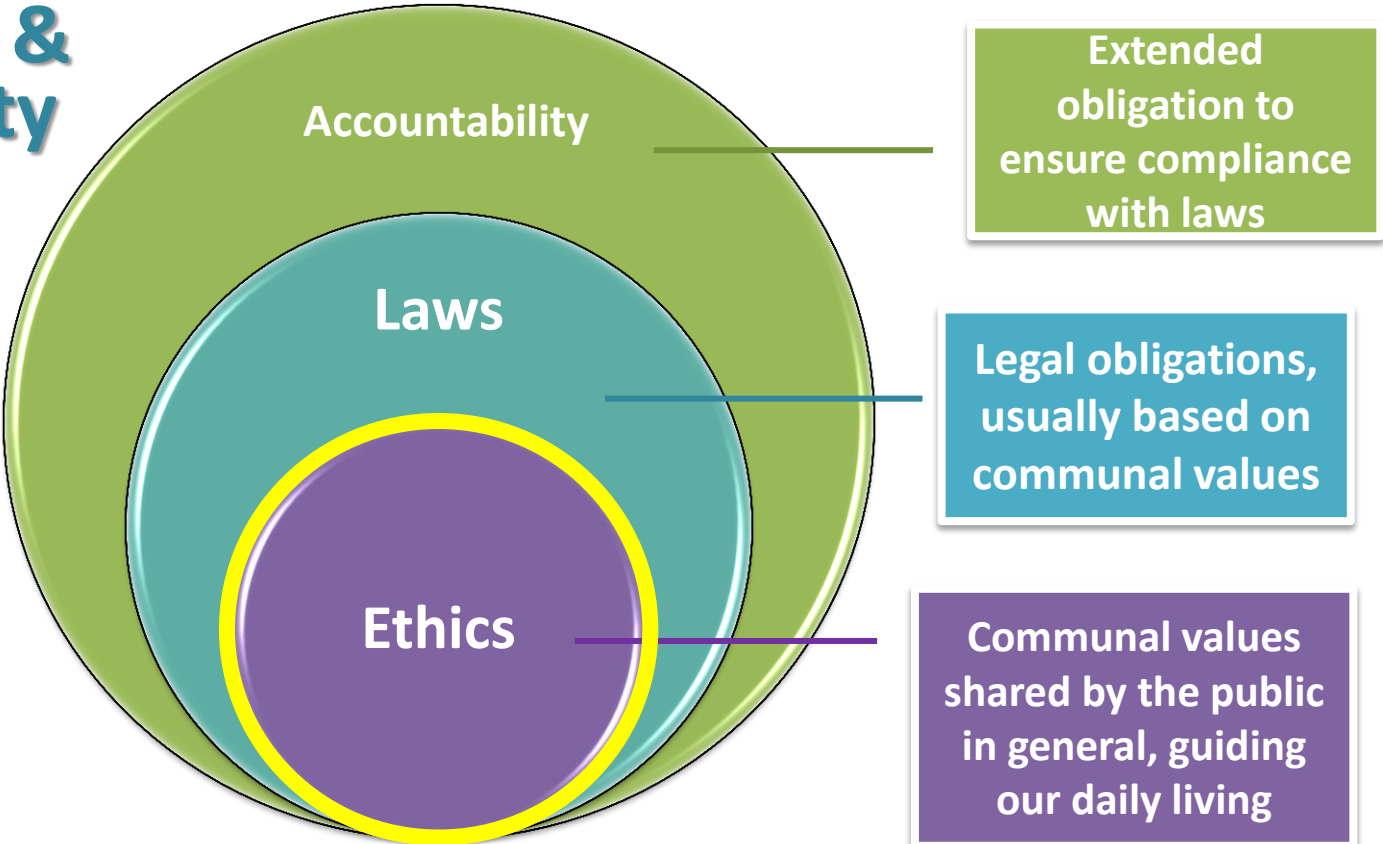 &
ty
Accountability
Extended
obligation to
ensure compliance
with laws
Laws
Legal obligations,
usually based on
communal values
Ethics
Communal values
shared by the public
in general, guiding
our daily living